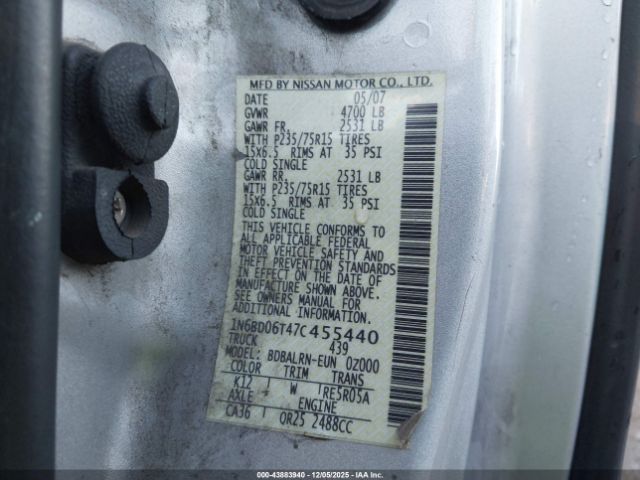 MFD BY NISSAN MOTOR CO., LTD.
DATE 05/07
GVWR 4700 LB
GAWR FR. 2531 LB
WITH P235/75R15 TIRES
15X6.5 RIMS AT 35 PSI
COLD SINGLE
GAWR RR. 2531 LB
WITH P235/75R15 TIRES
15X6.5 RIMS AT 35 PSI
COLD SINGLE
THIS VEHICLE CONFORMS TO
ALL APPLICABLE FEDERAL
MOTOR VEHICLE SAFETY AND
THEFT PREVENTION STANDARDS
IN EFFECT ON THE DATE OF
MANUFACTURE SHOWN ABOVE.
SEE OWNERS MANUAL FOR
ADDITIONAL INFORMATION.
1N6BD06T47C455440
TRUCK 439
MODEL: BDBALRN-EUN 0Z000
COLOR TRIM TRANS
K12 W RE5R05A
AXLE ENGINE
CA36 QR25 2488CC
000-43883940 12/05/2025 IAAI.COM